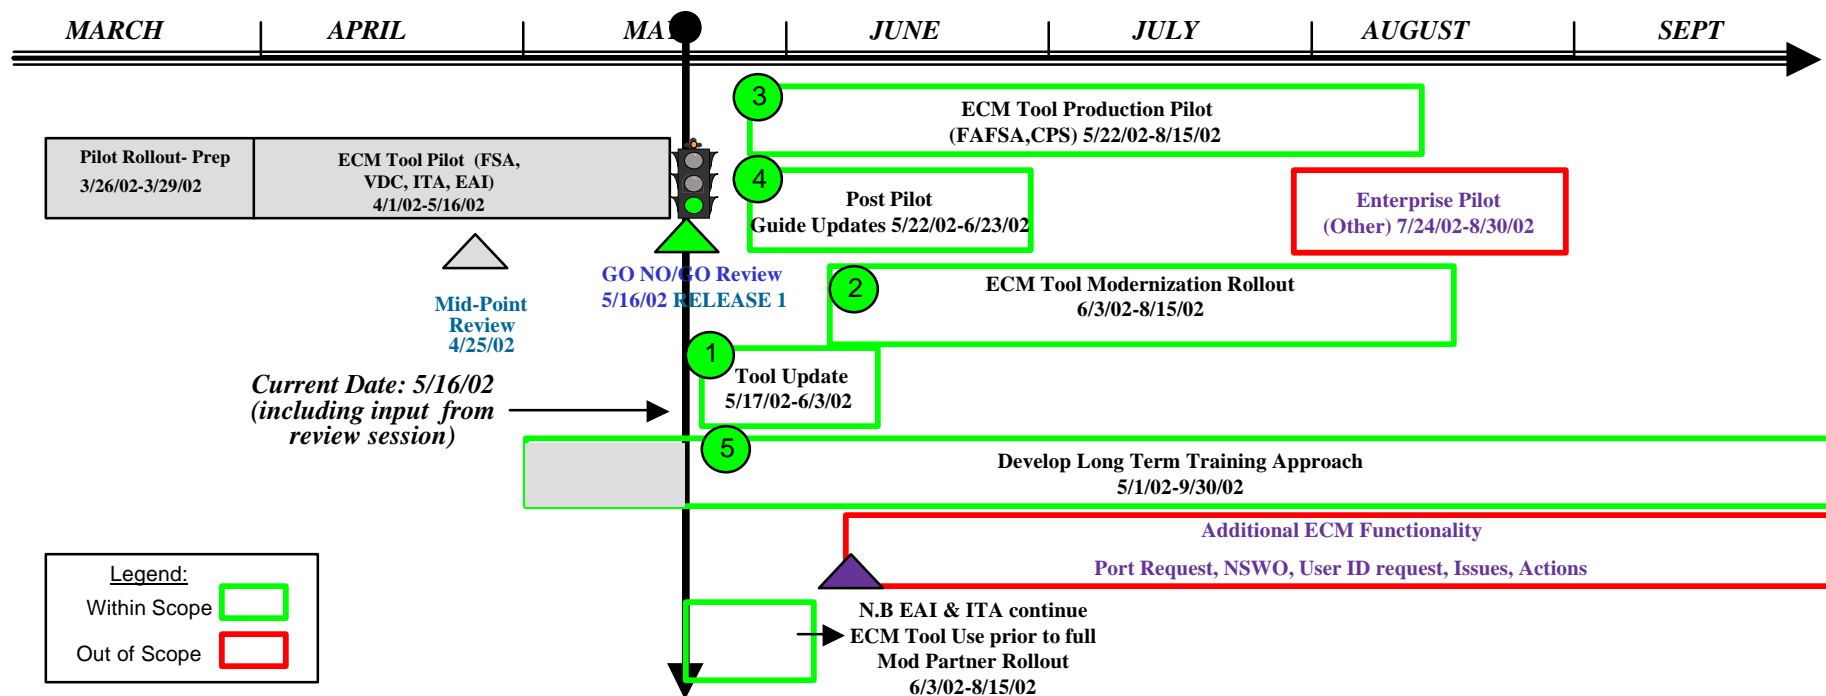 MARCH
APRIL
MAY
JUNE
JULY
AUGUST
SEPT
3
ECM Tool Production Pilot
(FAFSA,CPS) 5/22/02-8/15/02
Pilot Rollout- Prep
3/26/02-3/29/02
ECM Tool Pilot (FSA,
VDC, ITA, EAI)
4/1/02-5/16/02
4
Post Pilot
Guide Updates 5/22/02-6/23/02
Enterprise Pilot
(Other) 7/24/02-8/30/02
GO NO/GO Review
5/16/02 RELEASE 1
2
ECM Tool Modernization Rollout
6/3/02-8/15/02
Mid-Point
Review
4/25/02
1
Tool Update
5/17/02-6/3/02
Current Date: 5/16/02
(including input from
review session)
5
Develop Long Term Training Approach
5/1/02-9/30/02
Additional ECM Functionality
Port Request, NSWO, User ID request, Issues, Actions
Legend:
Within Scope
Out of Scope
N.B EAI & ITA continue
ECM Tool Use prior to full
Mod Partner Rollout
6/3/02-8/15/02